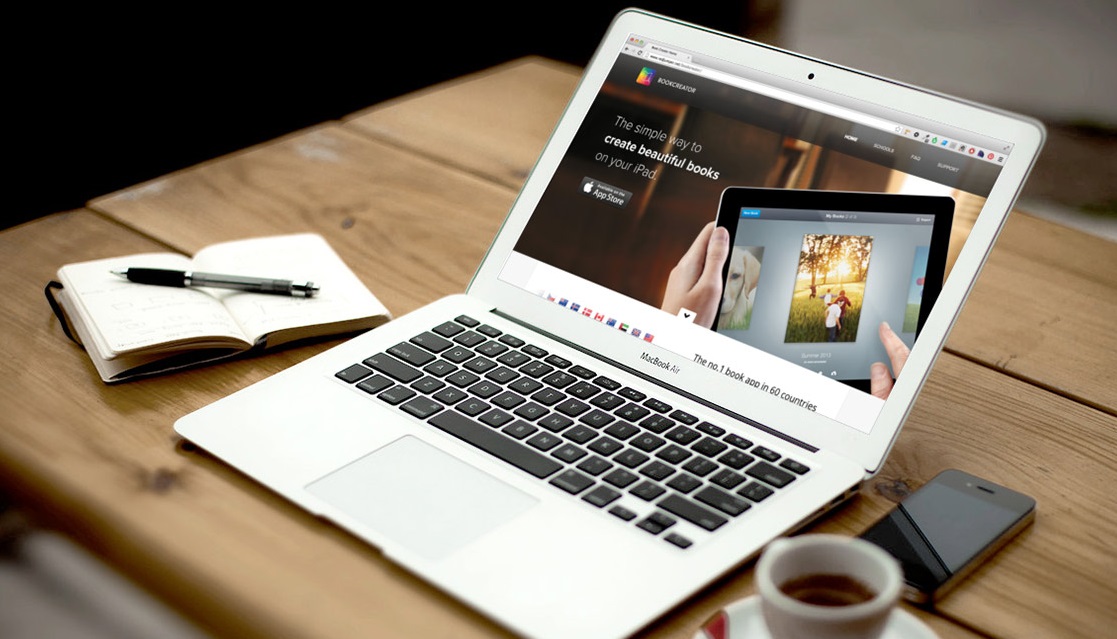 BOOKCREATOR
HOME SCHOOLS FAQ SUPPORT
The simple way to
create beautiful books
on your iPad.
Available on the
App Store
My Books
Summer 2013
The no.1 book app in 60 countries
MacBook Air